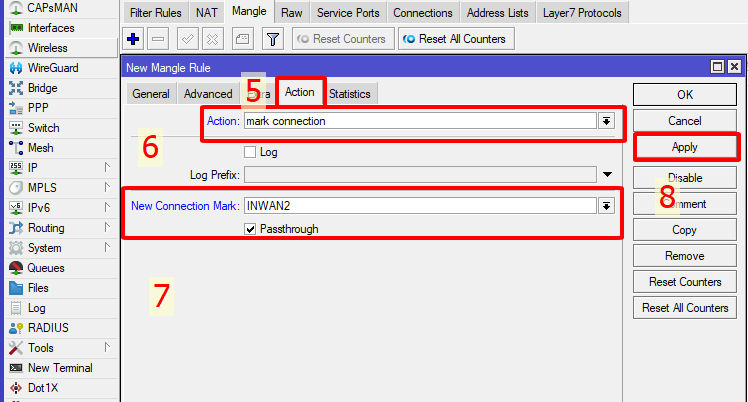 CAPsMAN
Interfaces
Wireless
WireGuard
Bridge
PPP
Switch
Mesh
IP
MPLS
IPv6
Routing
System
Queues
Files
Log
RADIUS
Tools
New Terminal
Dot1X
Filter Rules NAT Mangle Raw Service Ports Connections Address Lists Layer7 Protocols
Reset Counters Reset All Counters
New Mangle Rule
General Advanced 5 Action Statistics
6
Action: mark connection
Log
Log Prefix:
New Connection Mark: INWAN2
Passthrough
7
OK
Cancel
Apply
Disable
8
Copy
Remove
Reset Counters
Reset All Counters